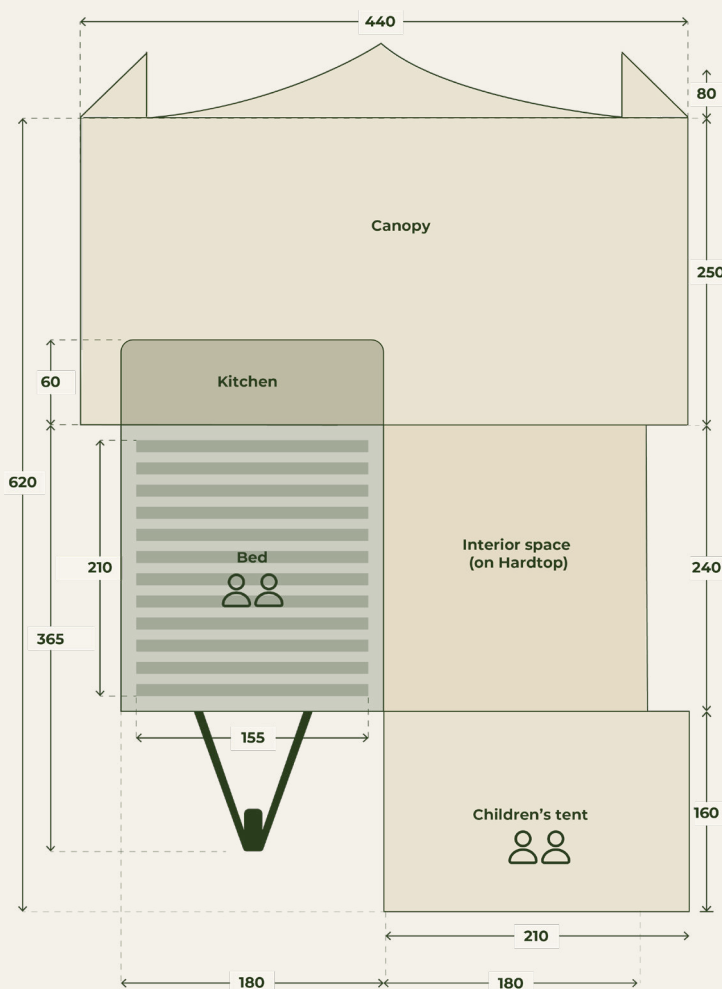 440
80
Canopy
250
Kitchen
60
620
Interior space
(on Hardtop)
Bed
210
240
365
155
Children’s tent
160
210
180
180